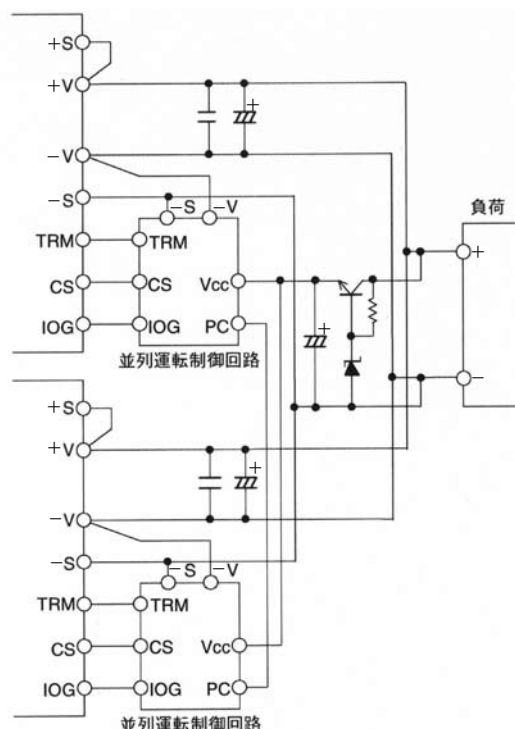 +S
+V
−V
−S
−S −V
TRM
TRM
CS
CS
Vcc
IOG
IOG
PC
並列運転制御回路
+
+
負荷
+
−
+S
+V
+
−V
−S
−S −V
TRM
TRM
CS
CS
Vcc
IOG
IOG
PC
並列運転制御回路